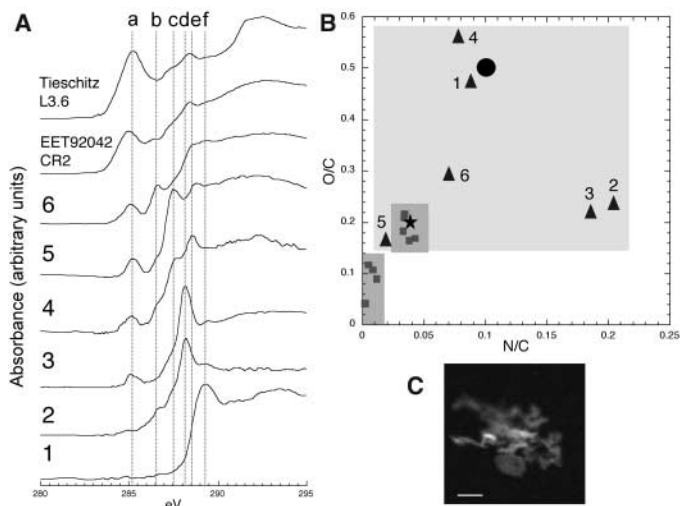 A
a b c d e f
Tieschitz
L3.6
EET92042
CR2
6
5
4
3
2
1
Absorbance (arbitrary units)
280 285 290 295
eV
B
0.6
0.5
0.4
0.3
0.2
0.1
0
O/C
4
1
6
3 2
5
0 0.05 0.1 0.15 0.2 0.25
N/C
C